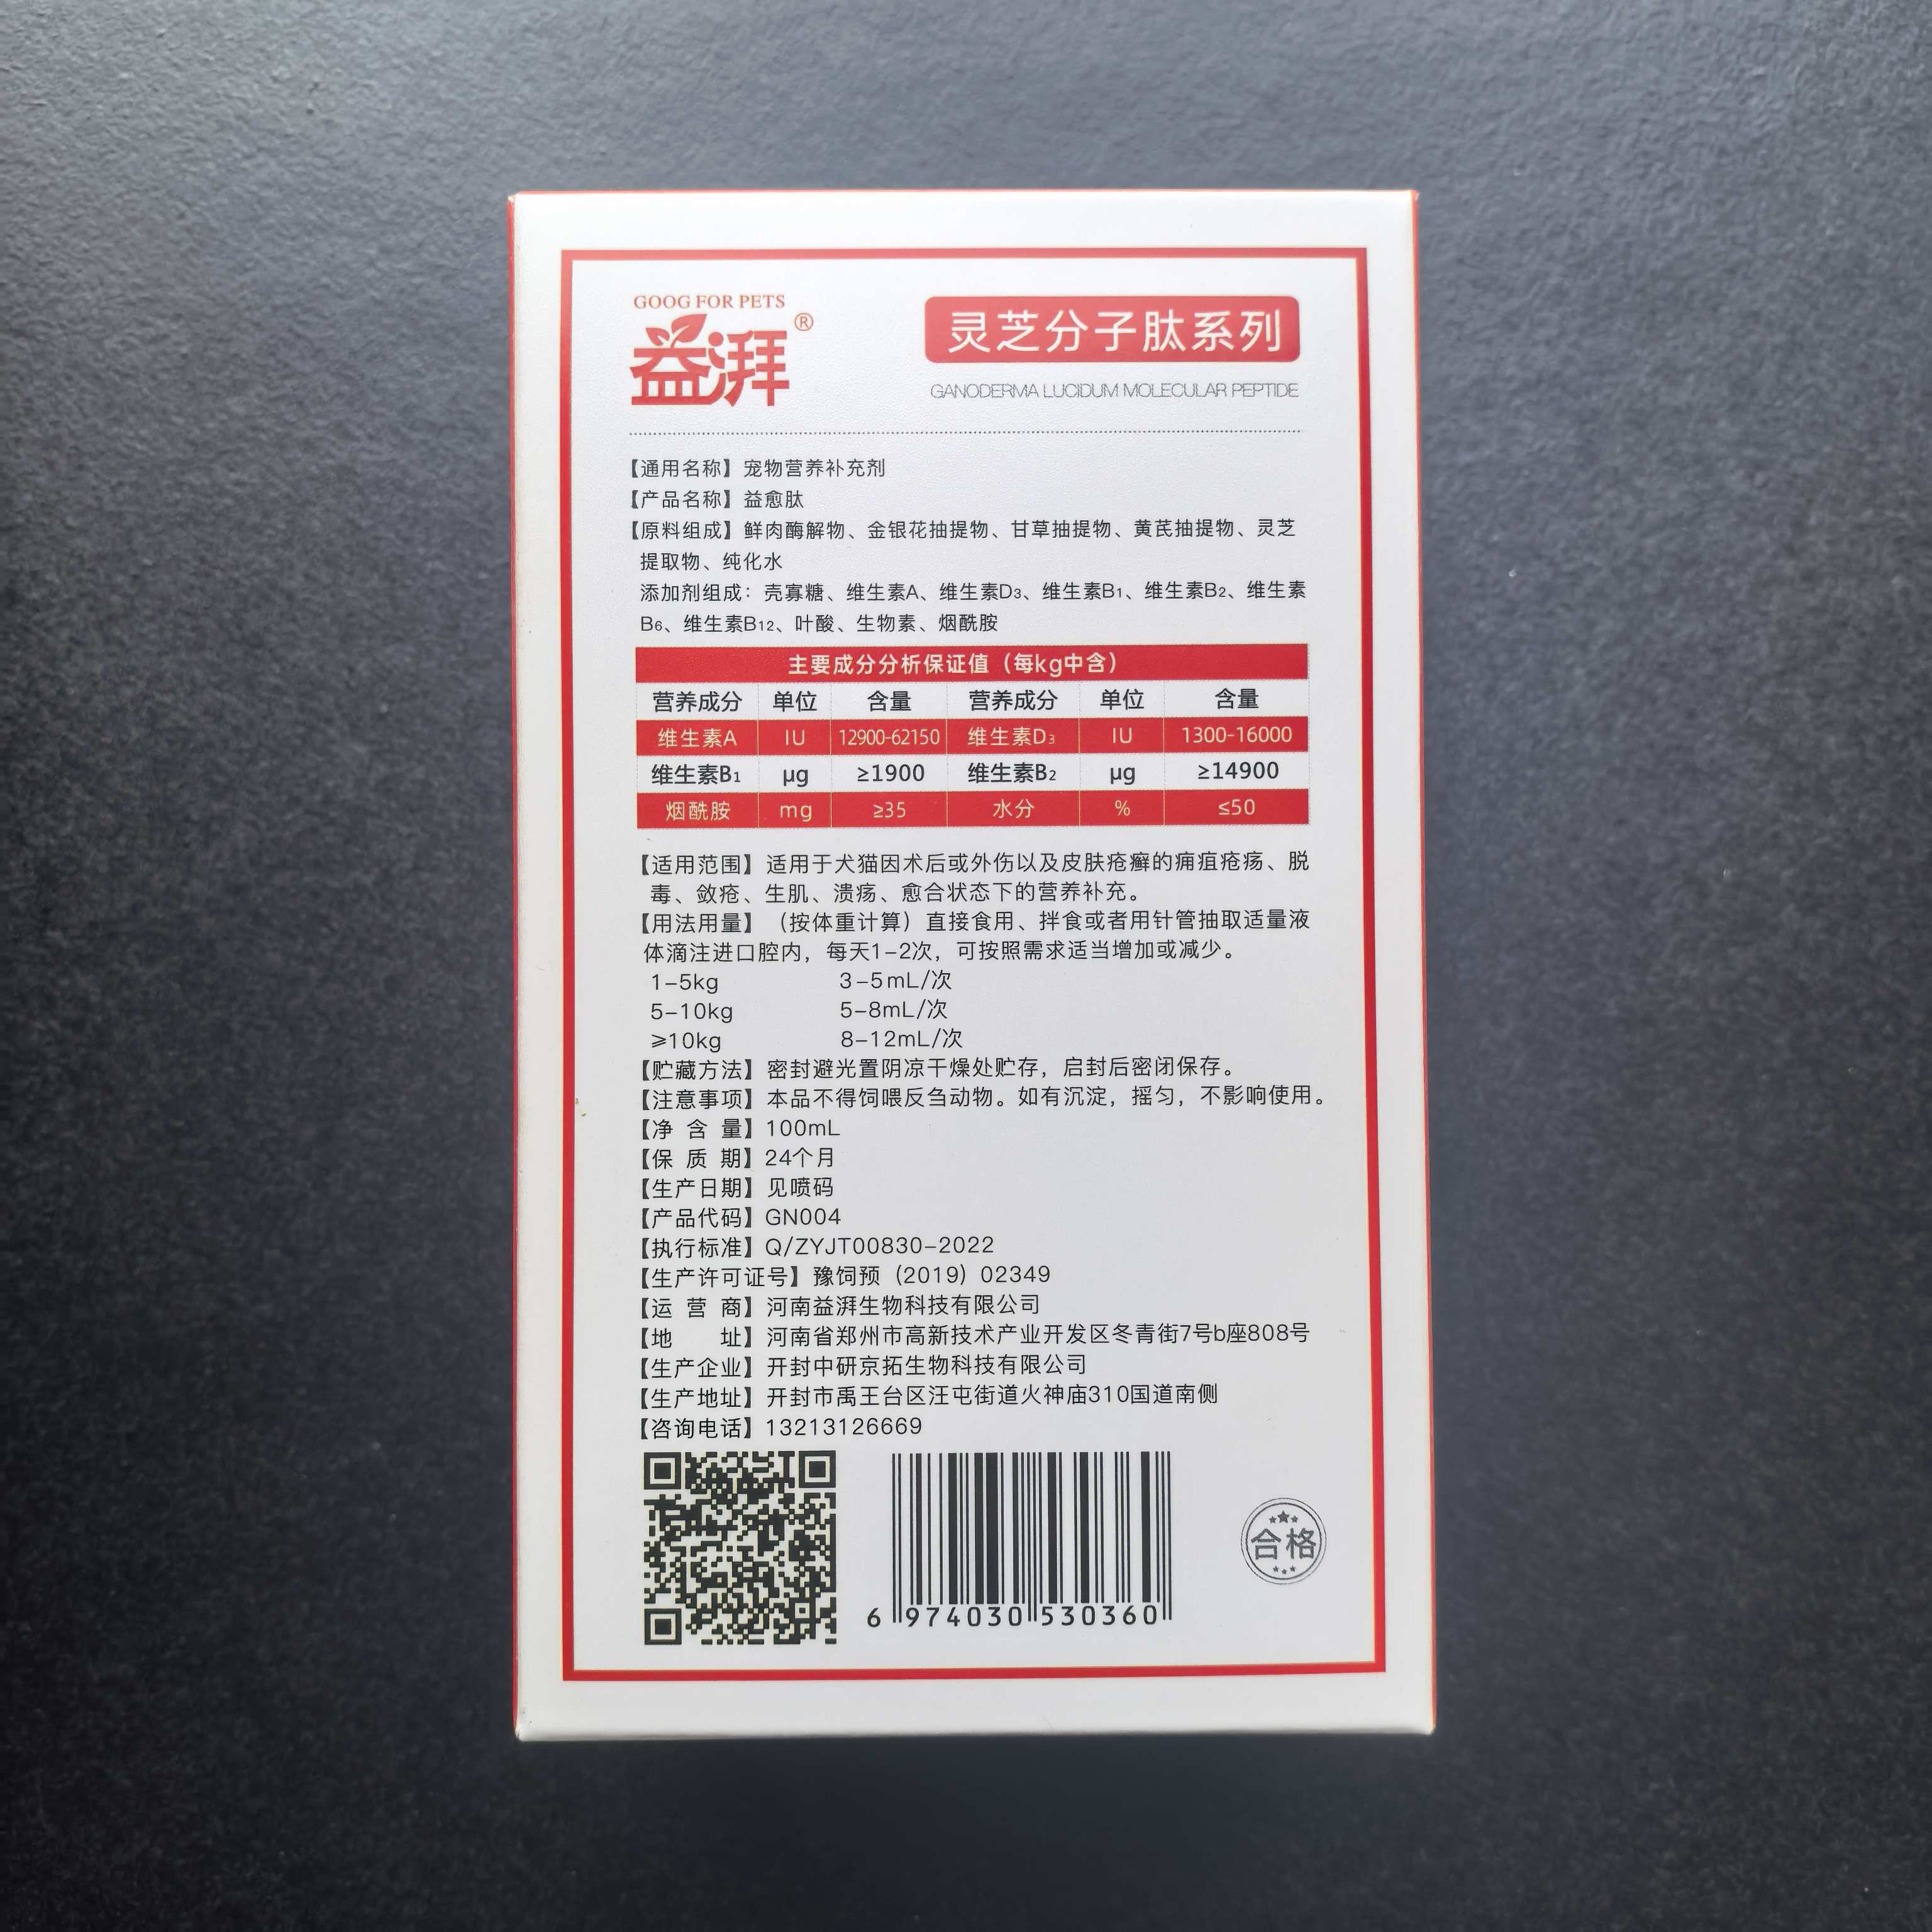 GOOG FOR PETS
益湃®
灵芝分子肽系列
GANODERMA LUCIDUM MOLECULAR PEPTIDE
【通用名称】宠物营养补充剂
【产品名称】益愈肽
【原料组成】鲜肉酶解物、金银花抽提物、甘草抽提物、黄芪抽提物、灵芝
提取物、纯化水
添加剂组成：壳寡糖、维生素A、维生素D3、维生素B1、维生素B2、维生素
B6、维生素B12、叶酸、生物素、烟酰胺
主要成分分析保证值（每kg中含）
营养成分 单位 含量 营养成分 单位 含量
维生素A IU 12900-62150 维生素D3 IU 1300-16000
维生素B1 μg ≥1900 维生素B2 μg ≥14900
烟酰胺 mg ≥35 水分 % ≤50
【适用范围】适用于犬猫因术后或外伤以及皮肤疮癣的痈疽疮疡、脱
毒、敛疮、生肌、溃疡、愈合状态下的营养补充。
【用法用量】（按体重计算）直接食用、拌食或者用针管抽取适量液
体滴注进口腔内，每天1-2次，可按照需求适当增加或减少。
1-5kg 3-5mL/次
5-10kg 5-8mL/次
≥10kg 8-12mL/次
【贮藏方法】密封避光置阴凉干燥处贮存，启封后密闭保存。
【注意事项】本品不得饲喂反刍动物。如有沉淀，摇匀，不影响使用。
【净 含 量】100mL
【保 质 期】24个月
【生产日期】见喷码
【产品代码】GN004
【执行标准】Q/ZYJT00830-2022
【生产许可证号】豫饲预（2019）02349
【运 营 商】河南益湃生物科技有限公司
【地 址】河南省郑州市高新技术产业开发区冬青街7号b座808号
【生产企业】开封中研京拓生物科技有限公司
【生产地址】开封市禹王台区汪屯街道火神庙310国道南侧
【咨询电话】13213126669
6 974030 530360
合格